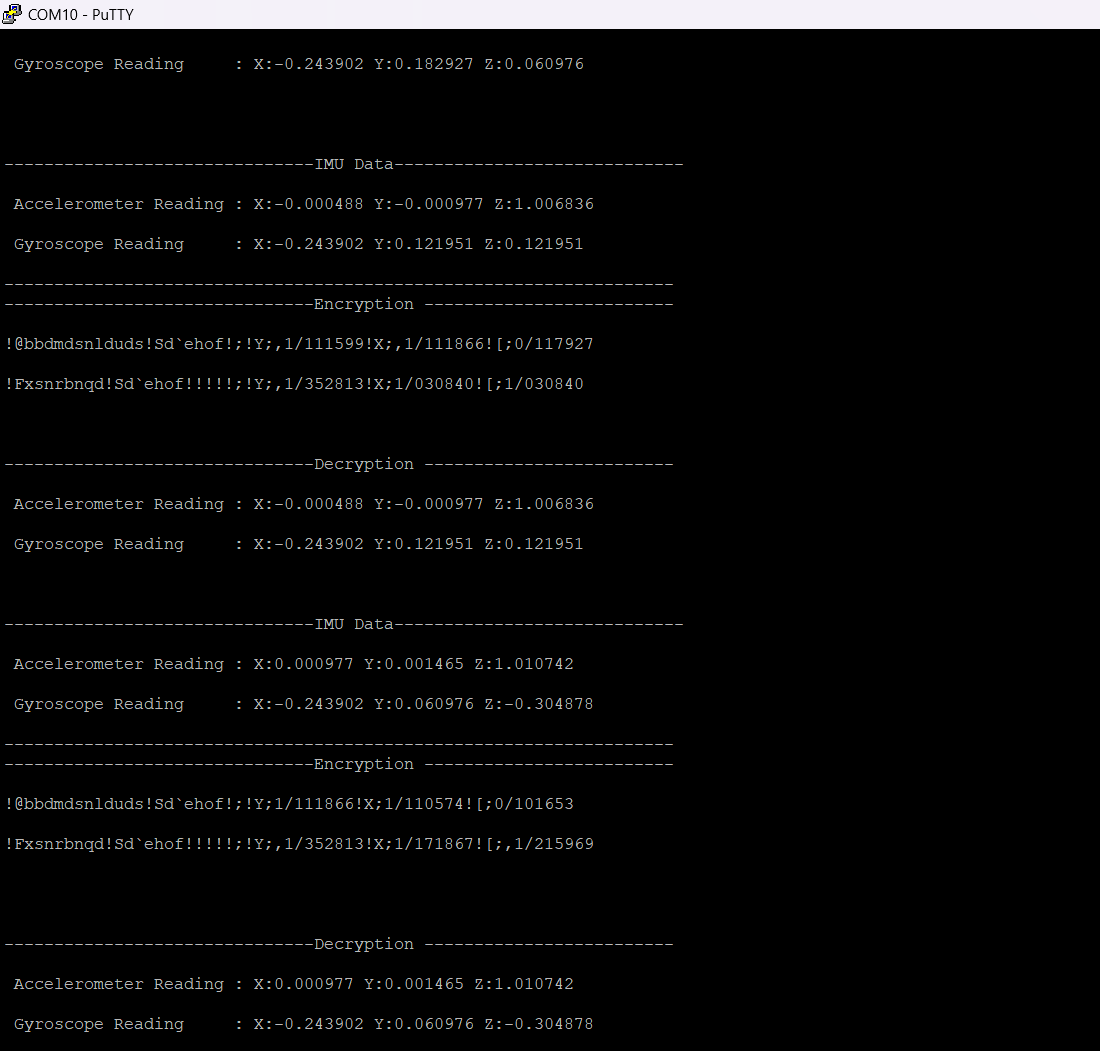 COM10 - PuTTY
Gyroscope Reading     : X:-0.243902 Y:0.182927 Z:0.060976
-------------------------------IMU Data-----------------------------
Accelerometer Reading : X:-0.000488 Y:-0.000977 Z:1.006836
Gyroscope Reading     : X:-0.243902 Y:0.121951 Z:0.121951
-------------------------------------------------------------------
-------------------------------Encryption -------------------------
!@bbdmdsnlduds!Sd`ehof!;!Y;,1/111599!X;,1/111866![;0/117927
!Fxsnrbnqd!Sd`ehof!!!!!;!Y;,1/352813!X;1/030840![;1/030840
-------------------------------Decryption -------------------------
Accelerometer Reading : X:-0.000488 Y:-0.000977 Z:1.006836
Gyroscope Reading     : X:-0.243902 Y:0.121951 Z:0.121951
-------------------------------IMU Data-----------------------------
Accelerometer Reading : X:0.000977 Y:0.001465 Z:1.010742
Gyroscope Reading     : X:-0.243902 Y:0.060976 Z:-0.304878
-------------------------------------------------------------------
-------------------------------Encryption -------------------------
!@bbdmdsnlduds!Sd`ehof!;!Y;1/111866!X;1/110574![;0/101653
!Fxsnrbnqd!Sd`ehof!!!!!;!Y;,1/352813!X;1/171867![;,1/215969
-------------------------------Decryption -------------------------
Accelerometer Reading : X:0.000977 Y:0.001465 Z:1.010742
Gyroscope Reading     : X:-0.243902 Y:0.060976 Z:-0.304878